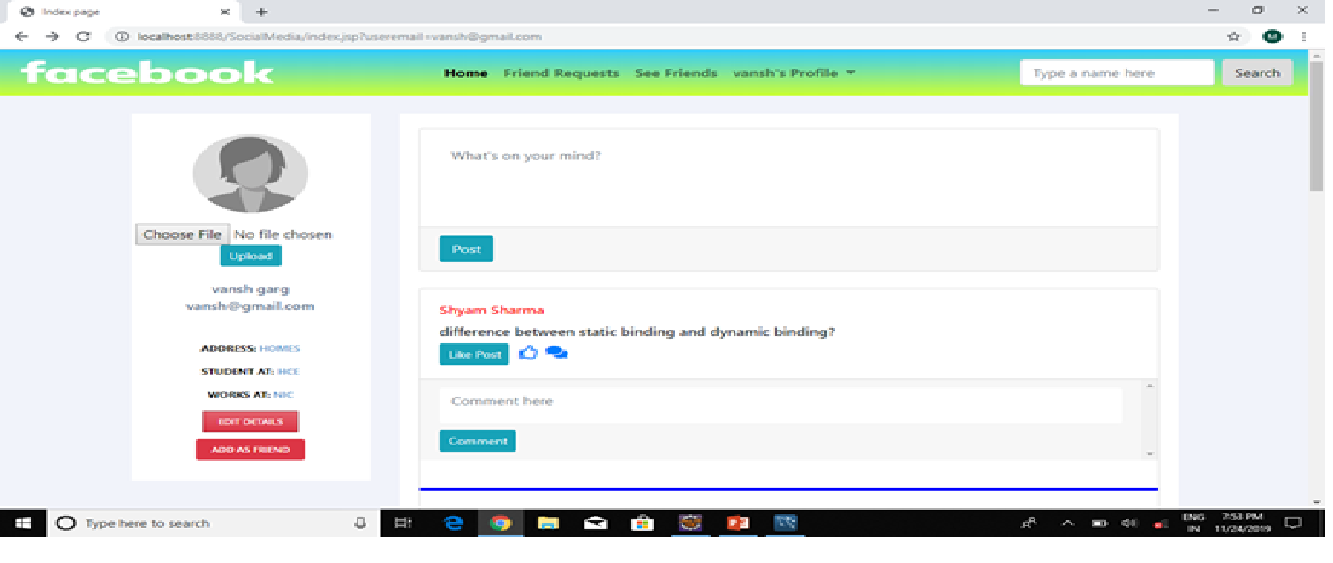 Index page
localhost:8888/SocialMedia/index.jsp?useremail=vansh@gmail.com
M
facebook
Home Friend Requests See Friends vansh's Profile
Type a name here
Search
What's on your mind?
Choose File No file chosen
Upload
Post
vansh garg
vansh@gmail.com
Shyam Sharma
difference between static binding and dynamic binding?
Like Post
ADDRESS: HOMES
STUDENT AT: HCE
WORKS AT: NIC
Comment here
EDIT DETAILS
Comment
ADD AS FRIEND
Type here to search
ENG
IN
7:53 PM
11/24/2019